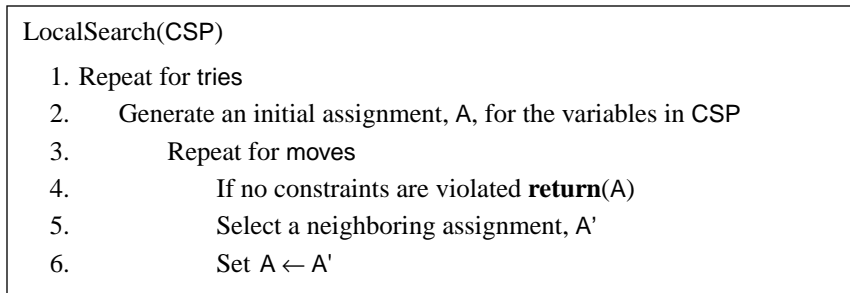 LocalSearch(CSP)
1. Repeat for tries
2. Generate an initial assignment, A, for the variables in CSP
3. Repeat for moves
4. If no constraints are violated return(A)
5. Select a neighboring assignment, A'
6. Set A ← A'